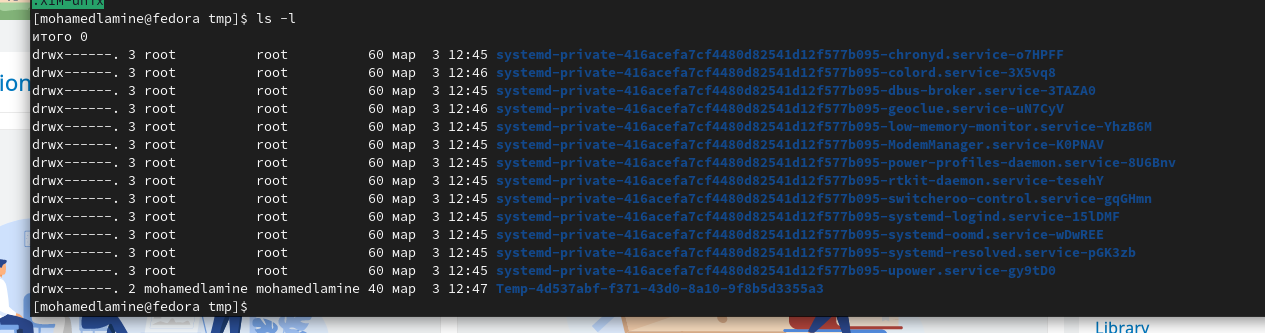 .X1M-unix
[mohamedlamine@fedora tmp]$ ls -l
итого 0
drwx------. 3 root          root          60 мар  3 12:45 systemd-private-416acefa7cf4480d82541d12f577b095-chronyd.service-o7HPFF
drwx------. 3 root          root          60 мар  3 12:46 systemd-private-416acefa7cf4480d82541d12f577b095-colord.service-3X5vq8
drwx------. 3 root          root          60 мар  3 12:45 systemd-private-416acefa7cf4480d82541d12f577b095-dbus-broker.service-3TAZA0
drwx------. 3 root          root          60 мар  3 12:46 systemd-private-416acefa7cf4480d82541d12f577b095-geoclue.service-uN7CyV
drwx------. 3 root          root          60 мар  3 12:45 systemd-private-416acefa7cf4480d82541d12f577b095-low-memory-monitor.service-YhzB6M
drwx------. 3 root          root          60 мар  3 12:45 systemd-private-416acefa7cf4480d82541d12f577b095-ModemManager.service-K0PNAV
drwx------. 3 root          root          60 мар  3 12:45 systemd-private-416acefa7cf4480d82541d12f577b095-power-profiles-daemon.service-8U6Bnv
drwx------. 3 root          root          60 мар  3 12:45 systemd-private-416acefa7cf4480d82541d12f577b095-rtkit-daemon.service-tesehY
drwx------. 3 root          root          60 мар  3 12:45 systemd-private-416acefa7cf4480d82541d12f577b095-switcheroo-control.service-gqGHmn
drwx------. 3 root          root          60 мар  3 12:45 systemd-private-416acefa7cf4480d82541d12f577b095-systemd-logind.service-15lDMF
drwx------. 3 root          root          60 мар  3 12:45 systemd-private-416acefa7cf4480d82541d12f577b095-systemd-oomd.service-wDwREE
drwx------. 3 root          root          60 мар  3 12:45 systemd-private-416acefa7cf4480d82541d12f577b095-systemd-resolved.service-pGK3zb
drwx------. 3 root          root          60 мар  3 12:45 systemd-private-416acefa7cf4480d82541d12f577b095-upower.service-gy9tD0
drwx------. 2 mohamedlamine mohamedlamine 40 мар  3 12:47 Temp-4d537abf-f371-43d0-8a10-9f8b5d3355a3
[mohamedlamine@fedora tmp]$
ion
Library